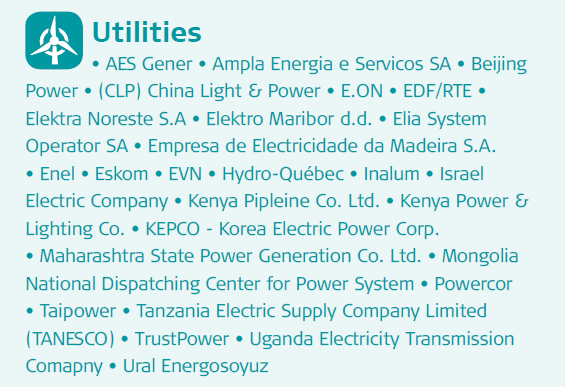 Utilities
• AES Gener • Ampla Energia e Servicos SA • Beijing
Power • (CLP) China Light & Power • E.ON • EDF/RTE •
Elektra Noreste S.A • Elektro Maribor d.d. • Elia System
Operator SA • Empresa de Electricidade da Madeira S.A.
• Enel • Eskom • EVN • Hydro-Québec • Inalum • Israel
Electric Company • Kenya Pipleine Co. Ltd. • Kenya Power &
Lighting Co. • KEPCO - Korea Electric Power Corp.
• Maharashtra State Power Generation Co. Ltd. • Mongolia
National Dispatching Center for Power System • Powercor
• Taipower • Tanzania Electric Supply Company Limited
(TANESCO) • TrustPower • Uganda Electricity Transmission
Comapny • Ural Energosoyuz